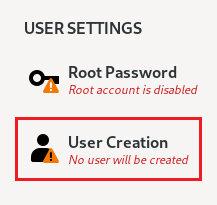 USER SETTINGS
Root Password
Root account is disabled
User Creation
No user will be created